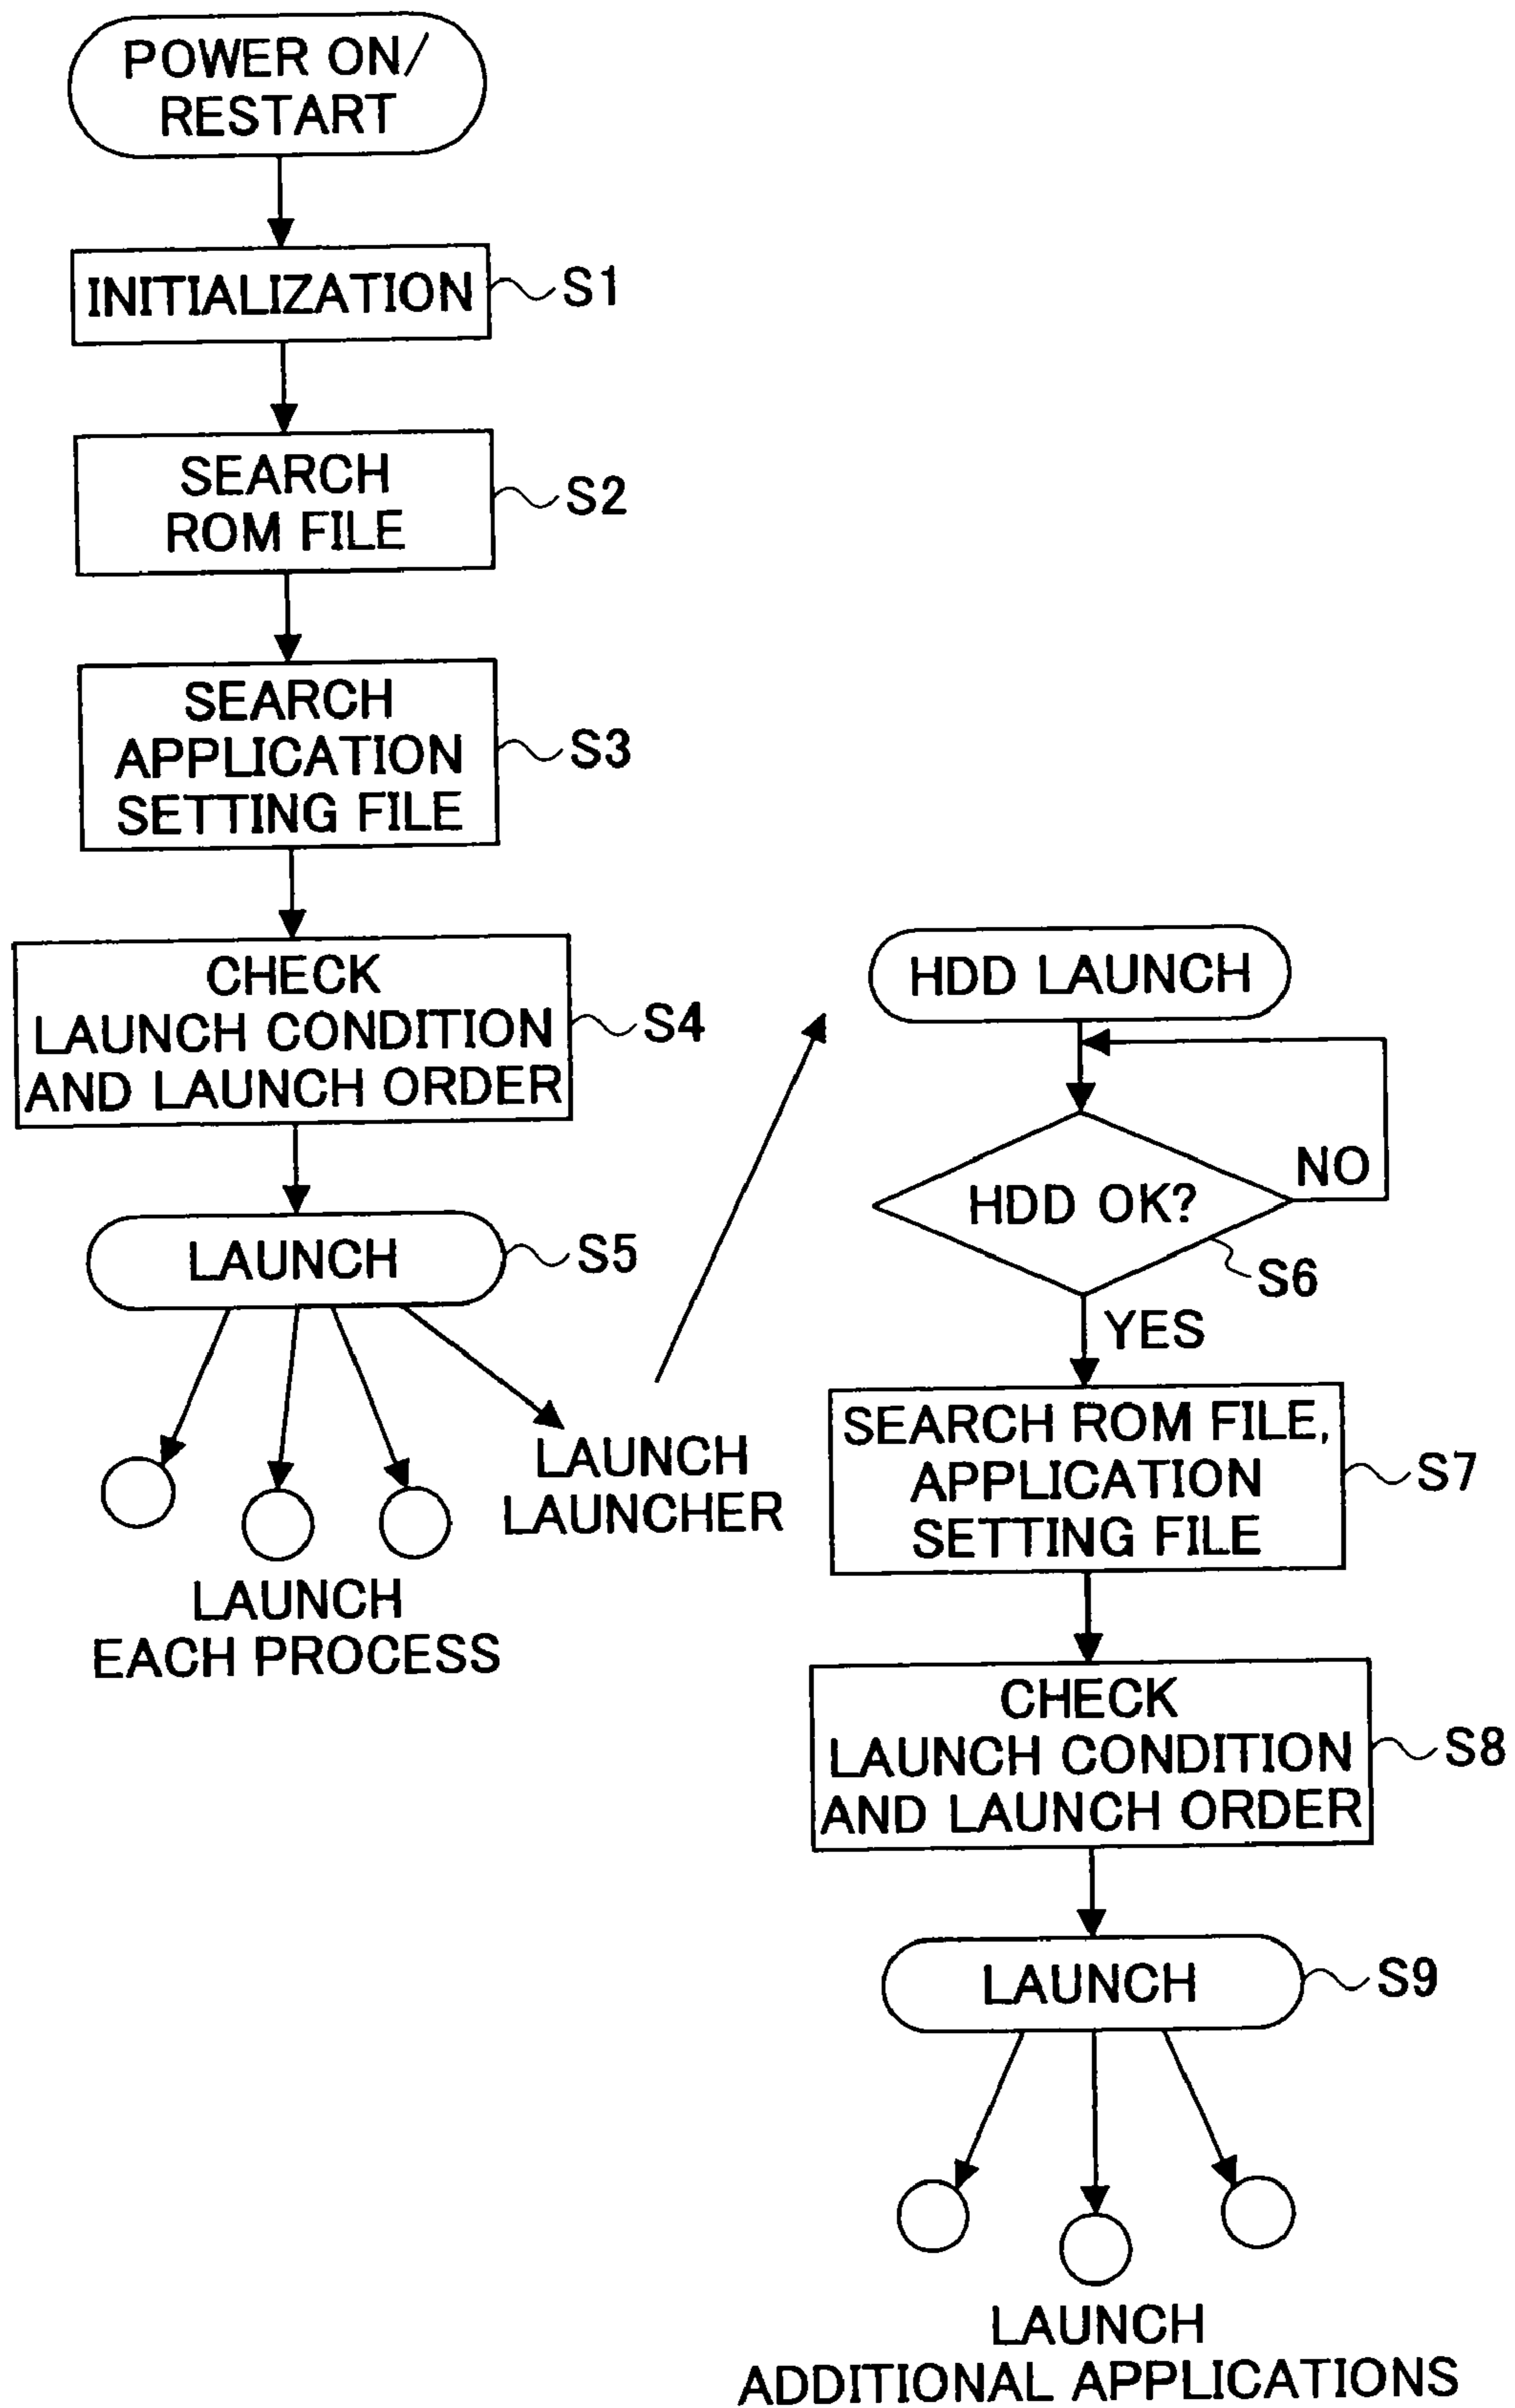 POWER ON/
RESTART
INITIALIZATION
S1
SEARCH
ROM FILE
S2
SEARCH
APPLICATION
SETTING FILE
S3
CHECK
LAUNCH CONDITION
AND LAUNCH ORDER
S4
LAUNCH
S5
LAUNCH
LAUNCHER
LAUNCH
EACH PROCESS
HDD LAUNCH
HDD OK?
NO
S6
YES
SEARCH ROM FILE,
APPLICATION
SETTING FILE
S7
CHECK
LAUNCH CONDITION
AND LAUNCH ORDER
S8
LAUNCH
S9
LAUNCH
ADDITIONAL APPLICATIONS